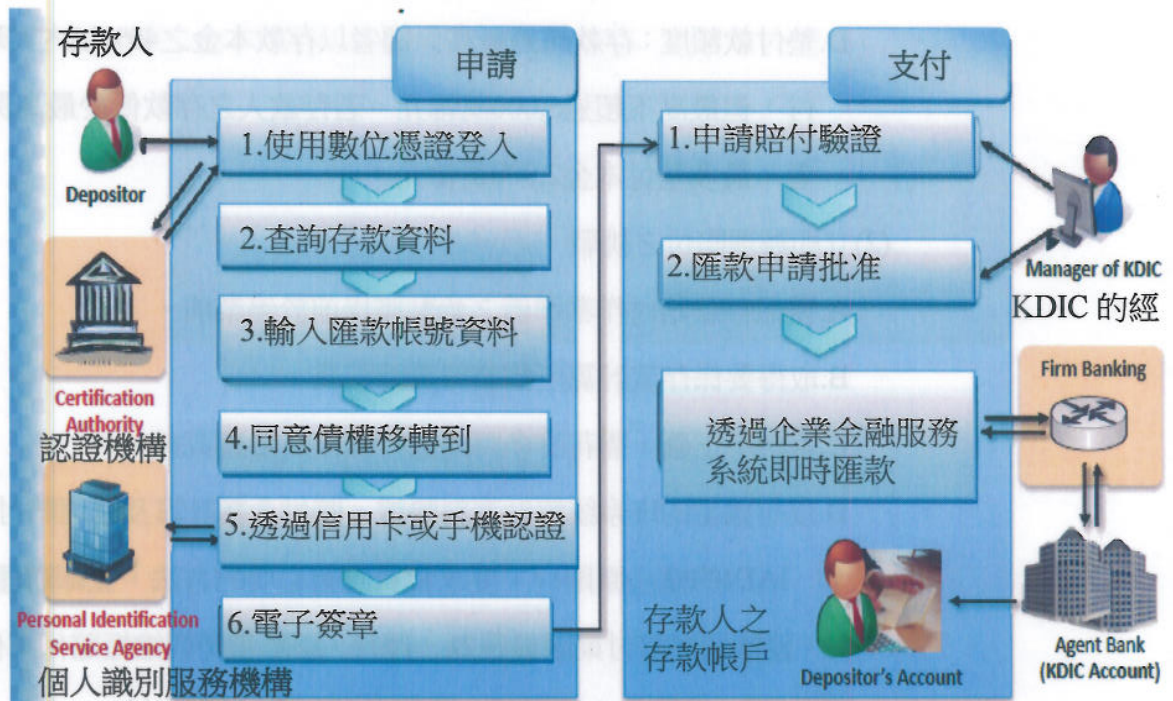 存款人
Depositor
Certification
Authority
認證機構
Personal Identification
Service Agency
個人識別服務機構
申請
1.使用數位憑證登入
2.查詢存款資料
3.輸入匯款帳號資料
4.同意債權移轉到
5.透過信用卡或手機認證
6.電子簽章
支付
1.申請賠付驗證
2.匯款申請批准
透過企業金融服務
系統即時匯款
存款人之
存款帳戶
Depositor's Account
Manager of KDIC
KDIC 的經
Firm Banking
Agent Bank
(KDIC Account)